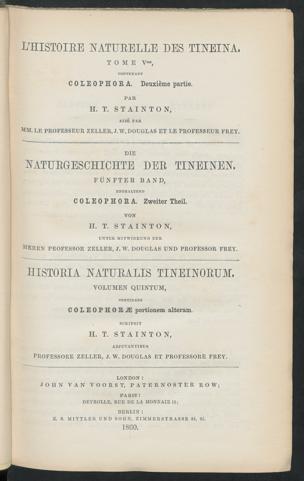 L'HISTOIRE NATURELLE DES TINEINA.
TOME Vme,
CONTENANT
COLEOPHORA. Deuxième partie.
PAR
H. T. STAINTON,
AIDÉ PAR
MM. LE PROFESSEUR ZELLER, J. W. DOUGLAS ET LE PROFESSEUR FREY.
DIE
NATURGESCHICHTE DER TINEINEN.
FÜNFTER BAND,
ENTHALTEND
COLEOPHORA. Zweiter Theil.
VON
H. T. STAINTON,
UNTER MITWIRKUNG DER
HERREN PROFESSOR ZELLER, J. W. DOUGLAS UND PROFESSOR FREY.
HISTORIA NATURALIS TINEINORUM.
VOLUMEN QUINTUM,
CONTINENS
COLEOPHORÆ portionem alteram.
SCRIPSIT
H. T. STAINTON,
ADJUVANTIBUS
PROFESSORE ZELLER, J. W. DOUGLAS ET PROFESSORE FREY.
LONDON:
JOHN VAN VOORST, PATERNOSTER ROW;
PARIS:
DEYROLLE, RUE DE LA MONNAIE 19;
BERLIN:
E. S. MITTLER UND SOHN, ZIMMERSTRASSE 84, 85.
1860.